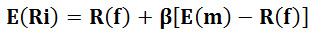 E(Ri) = R(f) + β[E(m) − R(f)]